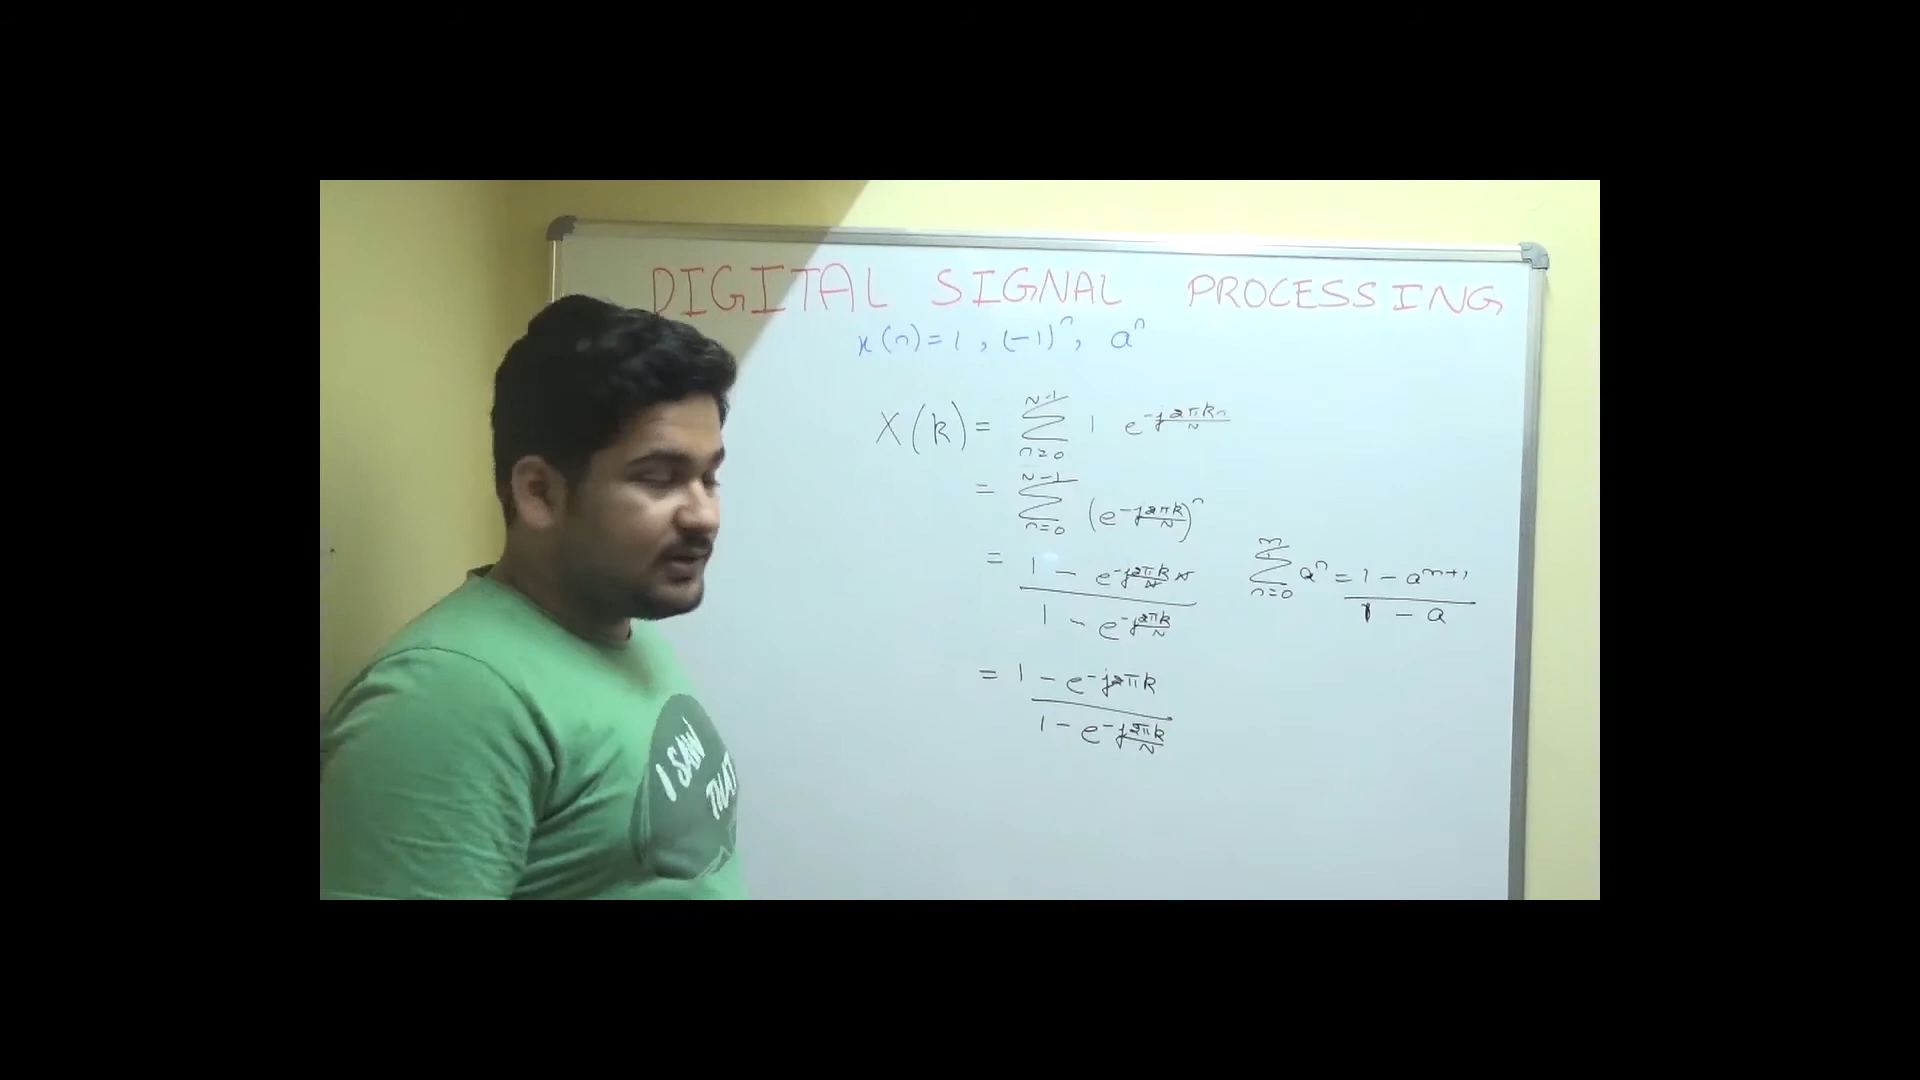 DIGITAL SIGNAL PROCESSING
x(n) = 1 , (-1)^n , a^n
X(k) = Σ_{n=0}^{N-1} 1 e^{-j2πkn/N}
= Σ_{n=0}^{N-1} (e^{-j2πk/N})^n
= (1 - e^{-j2πk/N N}) / (1 - e^{-j2πk/N})
Σ_{n=0}^{m} a^n = (1 - a^{m+1}) / (1 - a)
= (1 - e^{-j2πk}) / (1 - e^{-j2πk/N})
I SAW
THAT